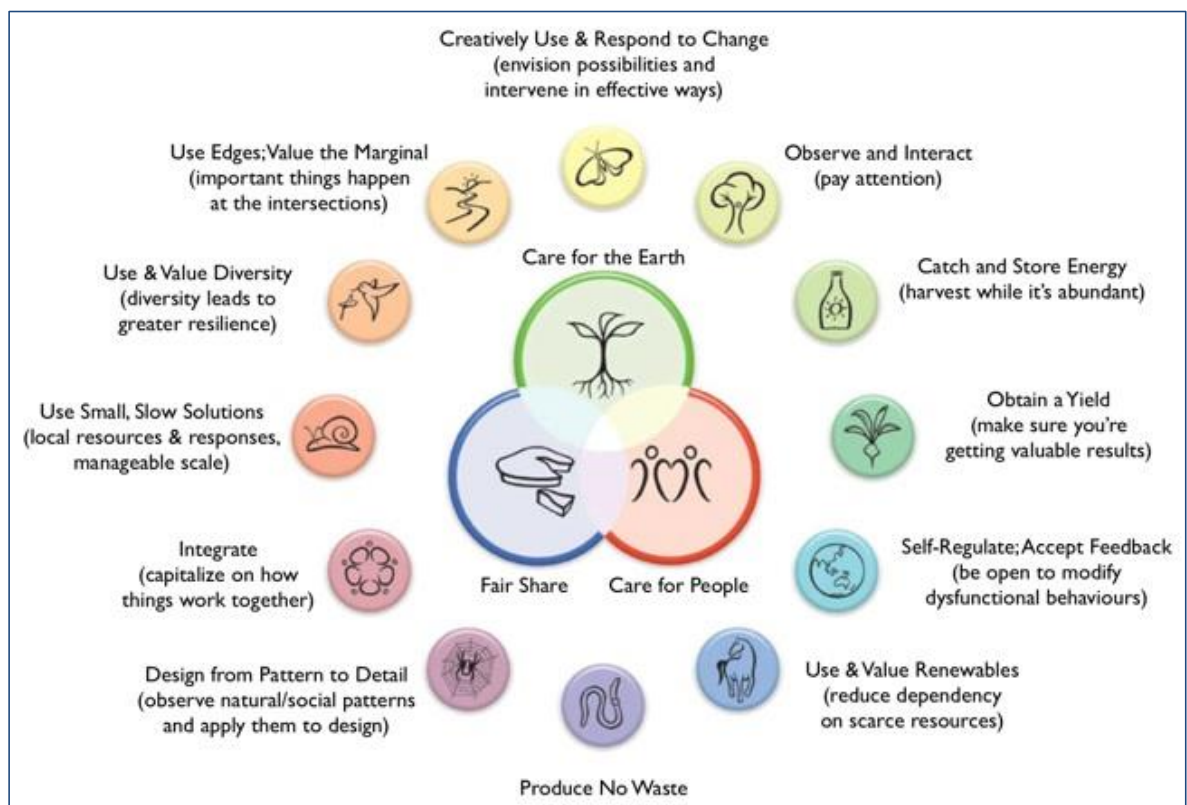 Creatively Use & Respond to Change
(envision possibilities and
intervene in effective ways)
Observe and Interact
(pay attention)
Catch and Store Energy
(harvest while it's abundant)
Obtain a Yield
(make sure you're
getting valuable results)
Self-Regulate; Accept Feedback
(be open to modify
dysfunctional behaviours)
Use & Value Renewables
(reduce dependency
on scarce resources)
Produce No Waste
Design from Pattern to Detail
(observe natural/social patterns
and apply them to design)
Integrate
(capitalize on how
things work together)
Use Small, Slow Solutions
(local resources & responses,
manageable scale)
Use & Value Diversity
(diversity leads to
greater resilience)
Use Edges; Value the Marginal
(important things happen
at the intersections)
Care for the Earth
Fair Share
Care for People